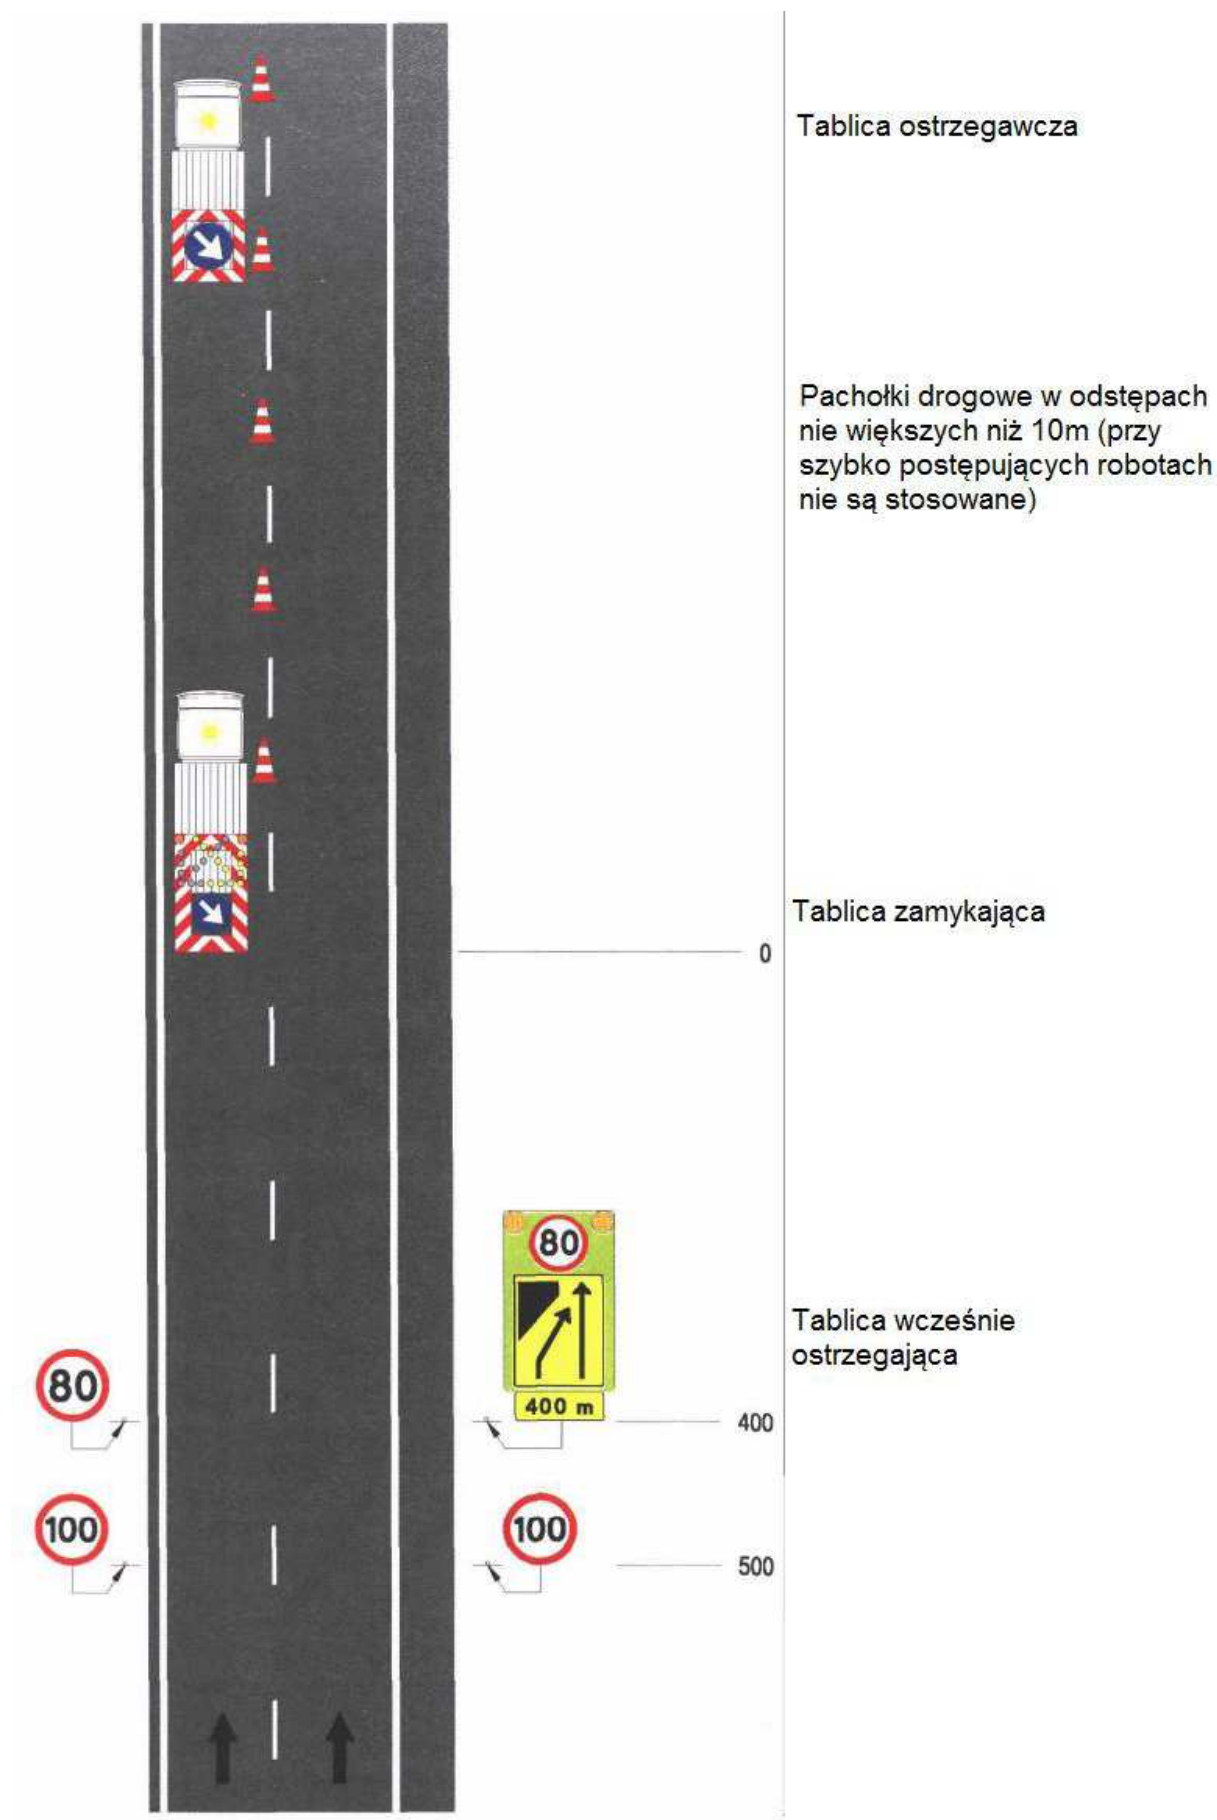 Tablica ostrzegawcza
Pachołki drogowe w odstępach
nie większych niż 10m (przy
szybko postępujących robotach
nie są stosowane)
Tablica zamykająca
0
80
Tablica wcześnie
ostrzegająca
80
400 m
400
100
100
500